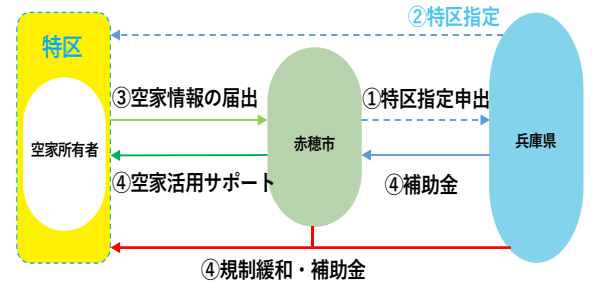 ②特区指定
特区
③空家情報の届出
①特区指定申出
空家所有者
赤穂市
兵庫県
④空家活用サポート
④補助金
④規制緩和・補助金